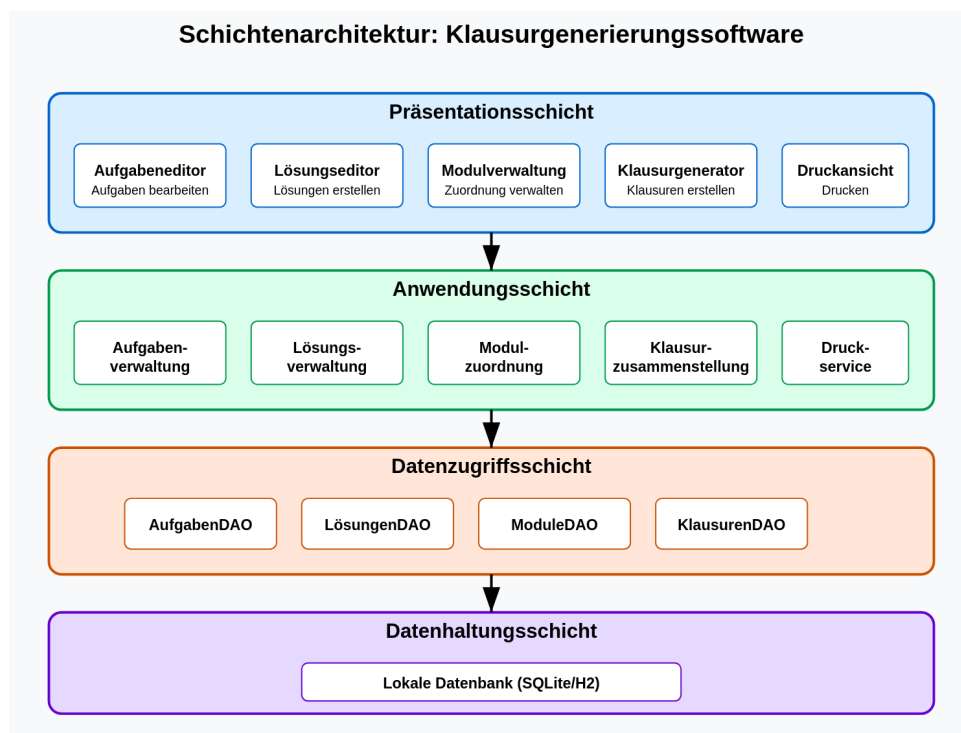 Schichtenarchitektur: Klausurgenerierungssoftware
Präsentationsschicht
Aufgabeneditor
Aufgaben bearbeiten
Lösungseditor
Lösungen erstellen
Modulverwaltung
Zuordnung verwalten
Klausurgenerator
Klausuren erstellen
Druckansicht
Drucken
Anwendungsschicht
Aufgaben-
verwaltung
Lösungs-
verwaltung
Modul-
zuordnung
Klausur-
zusammenstellung
Druck-
service
Datenzugriffsschicht
AufgabenDAO
LösungenDAO
ModuleDAO
KlausurenDAO
Datenhaltungsschicht
Lokale Datenbank (SQLite/H2)